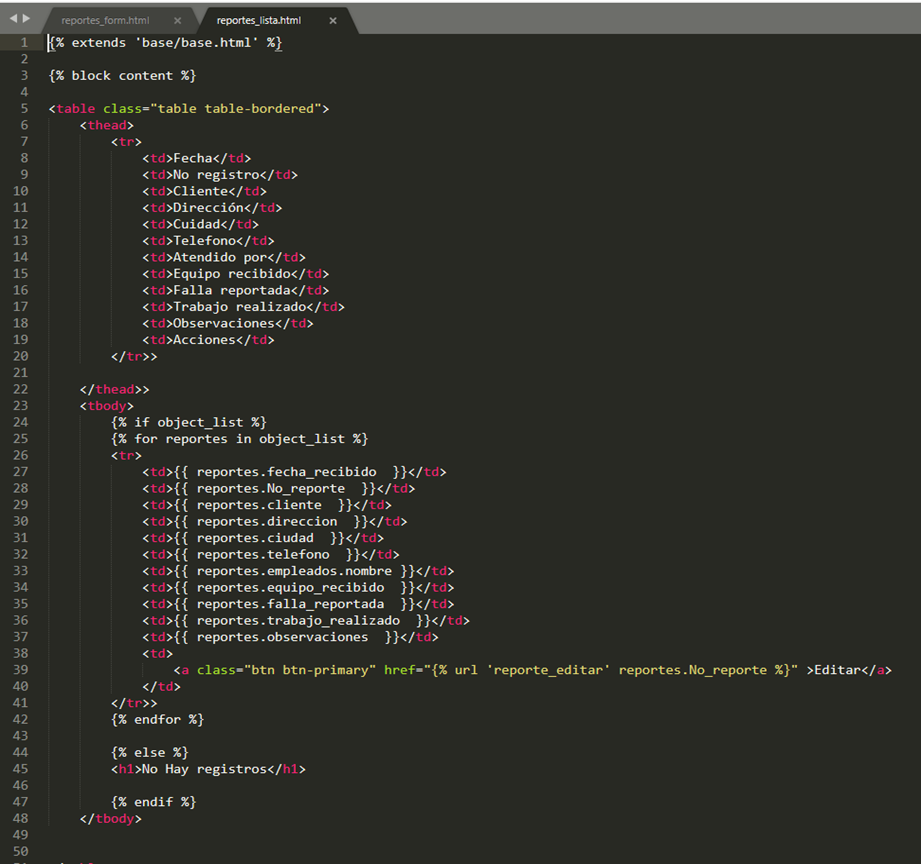 reportes_form.html × reportes_lista.html ×
1 {% extends 'base/base.html' %}
2
3 {% block content %}
4
5 <table class="table table-bordered">
6 <thead>
7 <tr>
8 <td>Fecha</td>
9 <td>No registro</td>
10 <td>Cliente</td>
11 <td>Dirección</td>
12 <td>Cuidad</td>
13 <td>Telefono</td>
14 <td>Atendido por</td>
15 <td>Equipo recibido</td>
16 <td>Falla reportada</td>
17 <td>Trabajo realizado</td>
18 <td>Observaciones</td>
19 <td>Acciones</td>
20 </tr>>
21
22 </thead>>
23 <tbody>
24 {% if object_list %}
25 {% for reportes in object_list %}
26 <tr>
27 <td>{{ reportes.fecha_recibido  }}</td>
28 <td>{{ reportes.No_reporte  }}</td>
29 <td>{{ reportes.cliente  }}</td>
30 <td>{{ reportes.direccion  }}</td>
31 <td>{{ reportes.ciudad  }}</td>
32 <td>{{ reportes.telefono  }}</td>
33 <td>{{ reportes.empleados.nombre }}</td>
34 <td>{{ reportes.equipo_recibido  }}</td>
35 <td>{{ reportes.falla_reportada  }}</td>
36 <td>{{ reportes.trabajo_realizado  }}</td>
37 <td>{{ reportes.observaciones  }}</td>
38 <td>
39 <a class="btn btn-primary" href="{% url 'reporte_editar' reportes.No_reporte %}" >Editar</a>
40 </td>
41 </tr>>
42 {% endfor %}
43
44 {% else %}
45 <h1>No Hay registros</h1>
46
47 {% endif %}
48 </tbody>
49
50